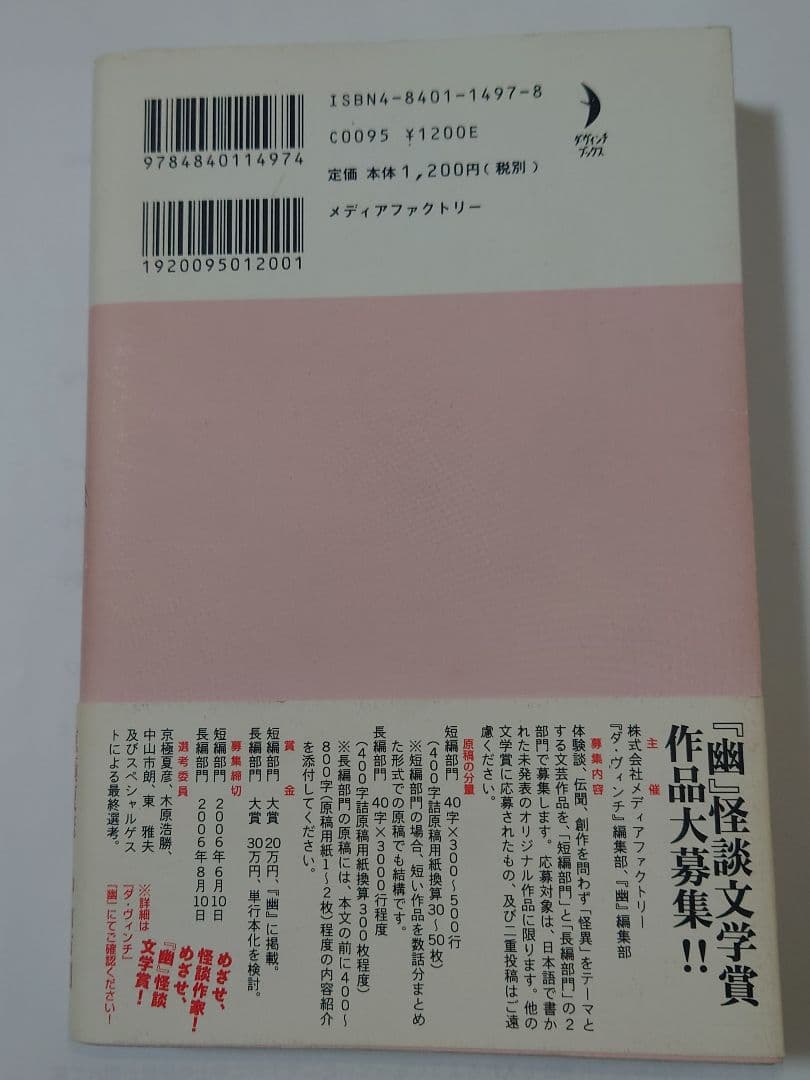 ISBN4-8401-1497-8
C0095 ¥1200E
定価 本体1,200円(税別)
メディアファクトリー
9784840114974
1920095012001
ダ・ヴィンチ
ブックス
『幽』怪談文学賞
作品大募集!!
主催
株式会社メディアファクトリー
『ダ・ヴィンチ』編集部、『幽』編集部
募集内容
体験談、伝聞、創作を問わず「怪異」をテーマと
する文芸作品を、「短編部門」と「長編部門」の2
部門で募集します。応募対象は、日本語で書か
れた未発表のオリジナル作品に限ります。他の
文学賞に応募されたもの、及び二重投稿はご遠
慮ください。
原稿の分量
短編部門 40字×300〜500行
(400字詰原稿用紙換算30〜50枚)
※短編部門の場合、短い作品を数話分まとめ
た形式での原稿でも結構です。
長編部門 40字×3000行程度
(400字詰原稿用紙換算300枚程度)
※長編部門の原稿には、本文の前に400〜
800字(原稿用紙1〜2枚)程度の内容紹介
を添付してください。
賞金
短編部門 大賞 20万円、『幽』に掲載。
長編部門 大賞 30万円、単行本化を検討。
募集締切
短編部門 2006年6月10日
長編部門 2006年8月10日
選考委員
京極夏彦、木原浩勝、
中山市朗、東 雅夫
及びスペシャルゲス
トによる最終選考。
めざせ、
怪談作家!
めざせ、
『幽』怪談
文学賞!
※詳細は
『ダ・ヴィンチ』
『幽』にてご確認ください!